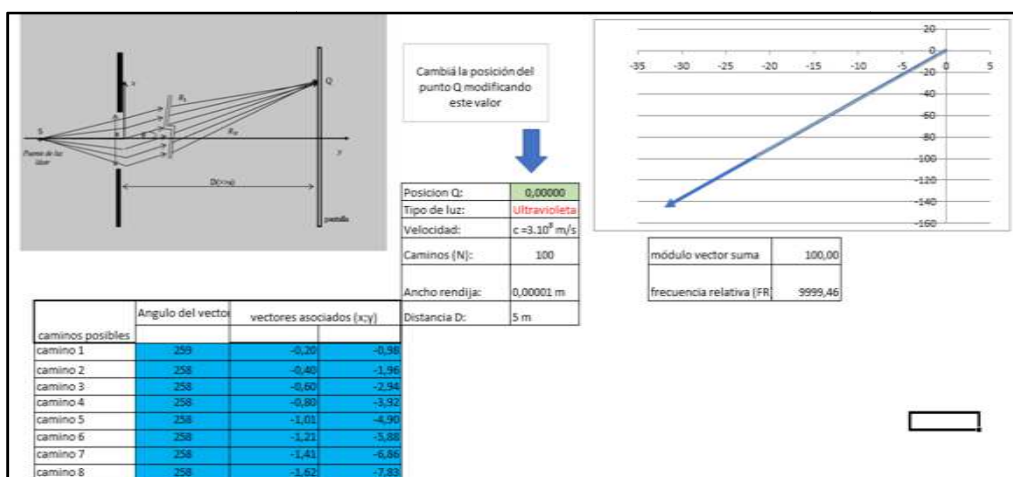 S
Fuente de luz
láser
x
a
θ
Q
y
pantalla
Cambiá la posición del
punto Q modificando
este valor
20
0
-20
-40
-60
-80
-100
-120
-140
-160
-35 -30 -25 -20 -15 -10 -5 0 5
Posicion Q: 0,00000
Tipo de luz: Ultravioleta
Velocidad: c =3.10⁸ m/s
Caminos (N): 100
Ancho rendija: 0,00001 m
Distancia D: 5 m
módulo vector suma 100,00
frecuencia relativa (FR) 9999,46
caminos posibles Angulo del vector vectores asociados (x;y)
camino 1 259 -0,20 -0,98
camino 2 258 -0,40 -1,96
camino 3 258 -0,60 -2,94
camino 4 258 -0,80 -3,92
camino 5 258 -1,01 -4,90
camino 6 258 -1,21 -5,88
camino 7 258 -1,41 -6,86
camino 8 258 -1,62 -7,83